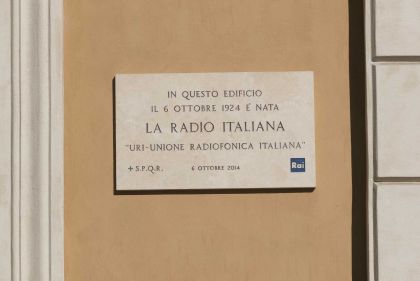 IN QUESTO EDIFICIO
IL 6 OTTOBRE 1924 E' NATA
LA RADIO ITALIANA
"URI-UNIONE RADIOFONICA ITALIANA"
+ S.P.Q.R. 6 OTTOBRE 2014 Rai